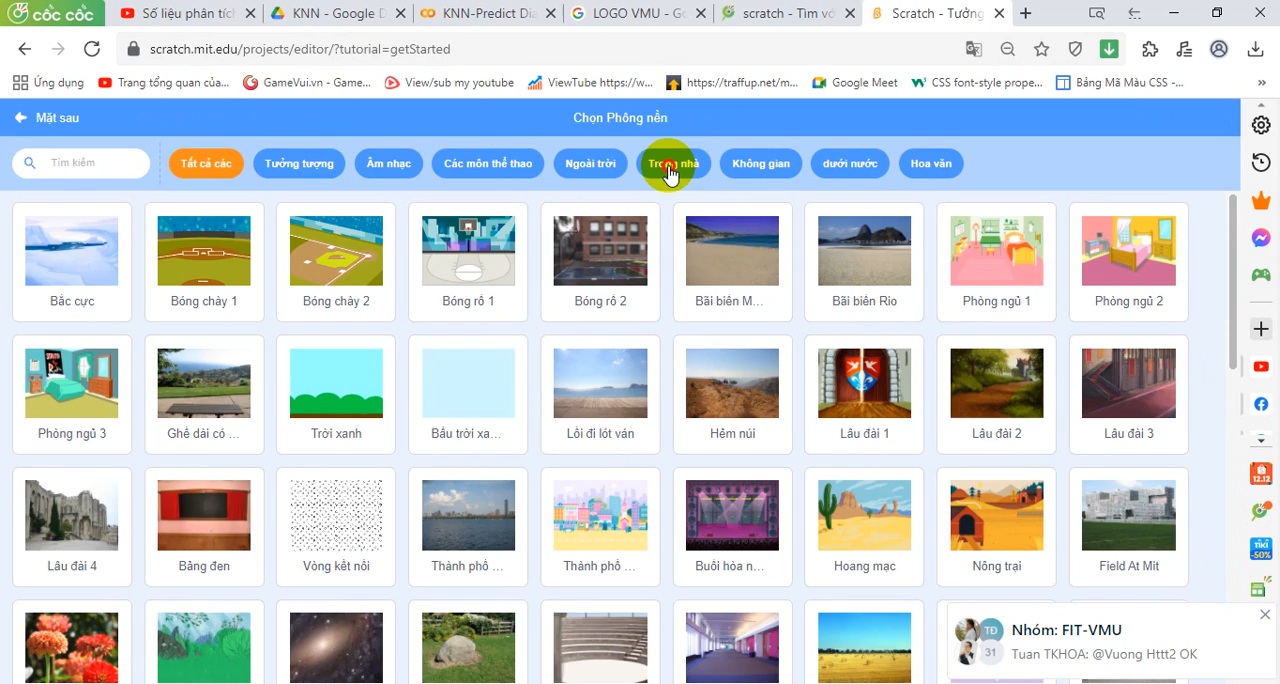 CỐC CỐC
Số liệu phân tích
KNN - Google D
KNN-Predict Dia
LOGO VMU - Go
scratch - Tìm vớ
Scratch - Tưởng
scratch.mit.edu/projects/editor/?tutorial=getStarted
Ứng dụng
Trang tổng quan của...
GameVui.vn - Game...
View/sub my youtube
ViewTube https://w...
https://traffup.net/m...
Google Meet
CSS font-style prope...
Bảng Mã Màu CSS -...
Mặt sau
Chọn Phông nền
Tìm kiếm
Tất cả các
Tưởng tượng
Âm nhạc
Các môn thể thao
Ngoài trời
Trong nhà
Không gian
dưới nước
Hoa văn
Bắc cực
Bóng chày 1
Bóng chày 2
Bóng rổ 1
Bóng rổ 2
Bãi biển M...
Bãi biển Rio
Phòng ngủ 1
Phòng ngủ 2
Phòng ngủ 3
Ghế dài có ...
Trời xanh
Bầu trời xa...
Lối đi lót ván
Hẻm núi
Lâu đài 1
Lâu đài 2
Lâu đài 3
Lâu đài 4
Bảng đen
Vòng kết nối
Thành phố ...
Thành phố ...
Buổi hòa n...
Hoang mạc
Nông trại
Field At Mit
12.12
TIKI
-50%
TĐ
31
Nhóm: FIT-VMU
Tuan TKHOA: @Vuong Httt2 OK